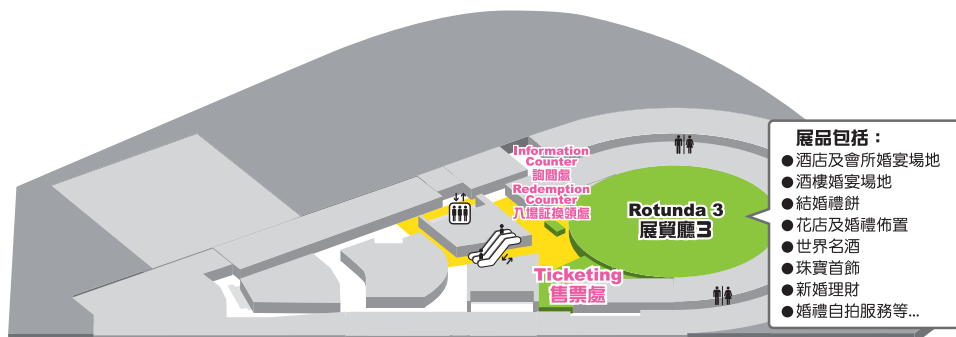 Information
Counter
詢問處
Redemption
Counter
入場証換領處
Rotunda 3
展貿廳3
Ticketing
售票處
展品包括：
●酒店及會所婚宴場地
●酒樓婚宴場地
●結婚禮餅
●花店及婚禮佈置
●世界名酒
●珠寶首飾
●新婚理財
●婚禮自拍服務等...